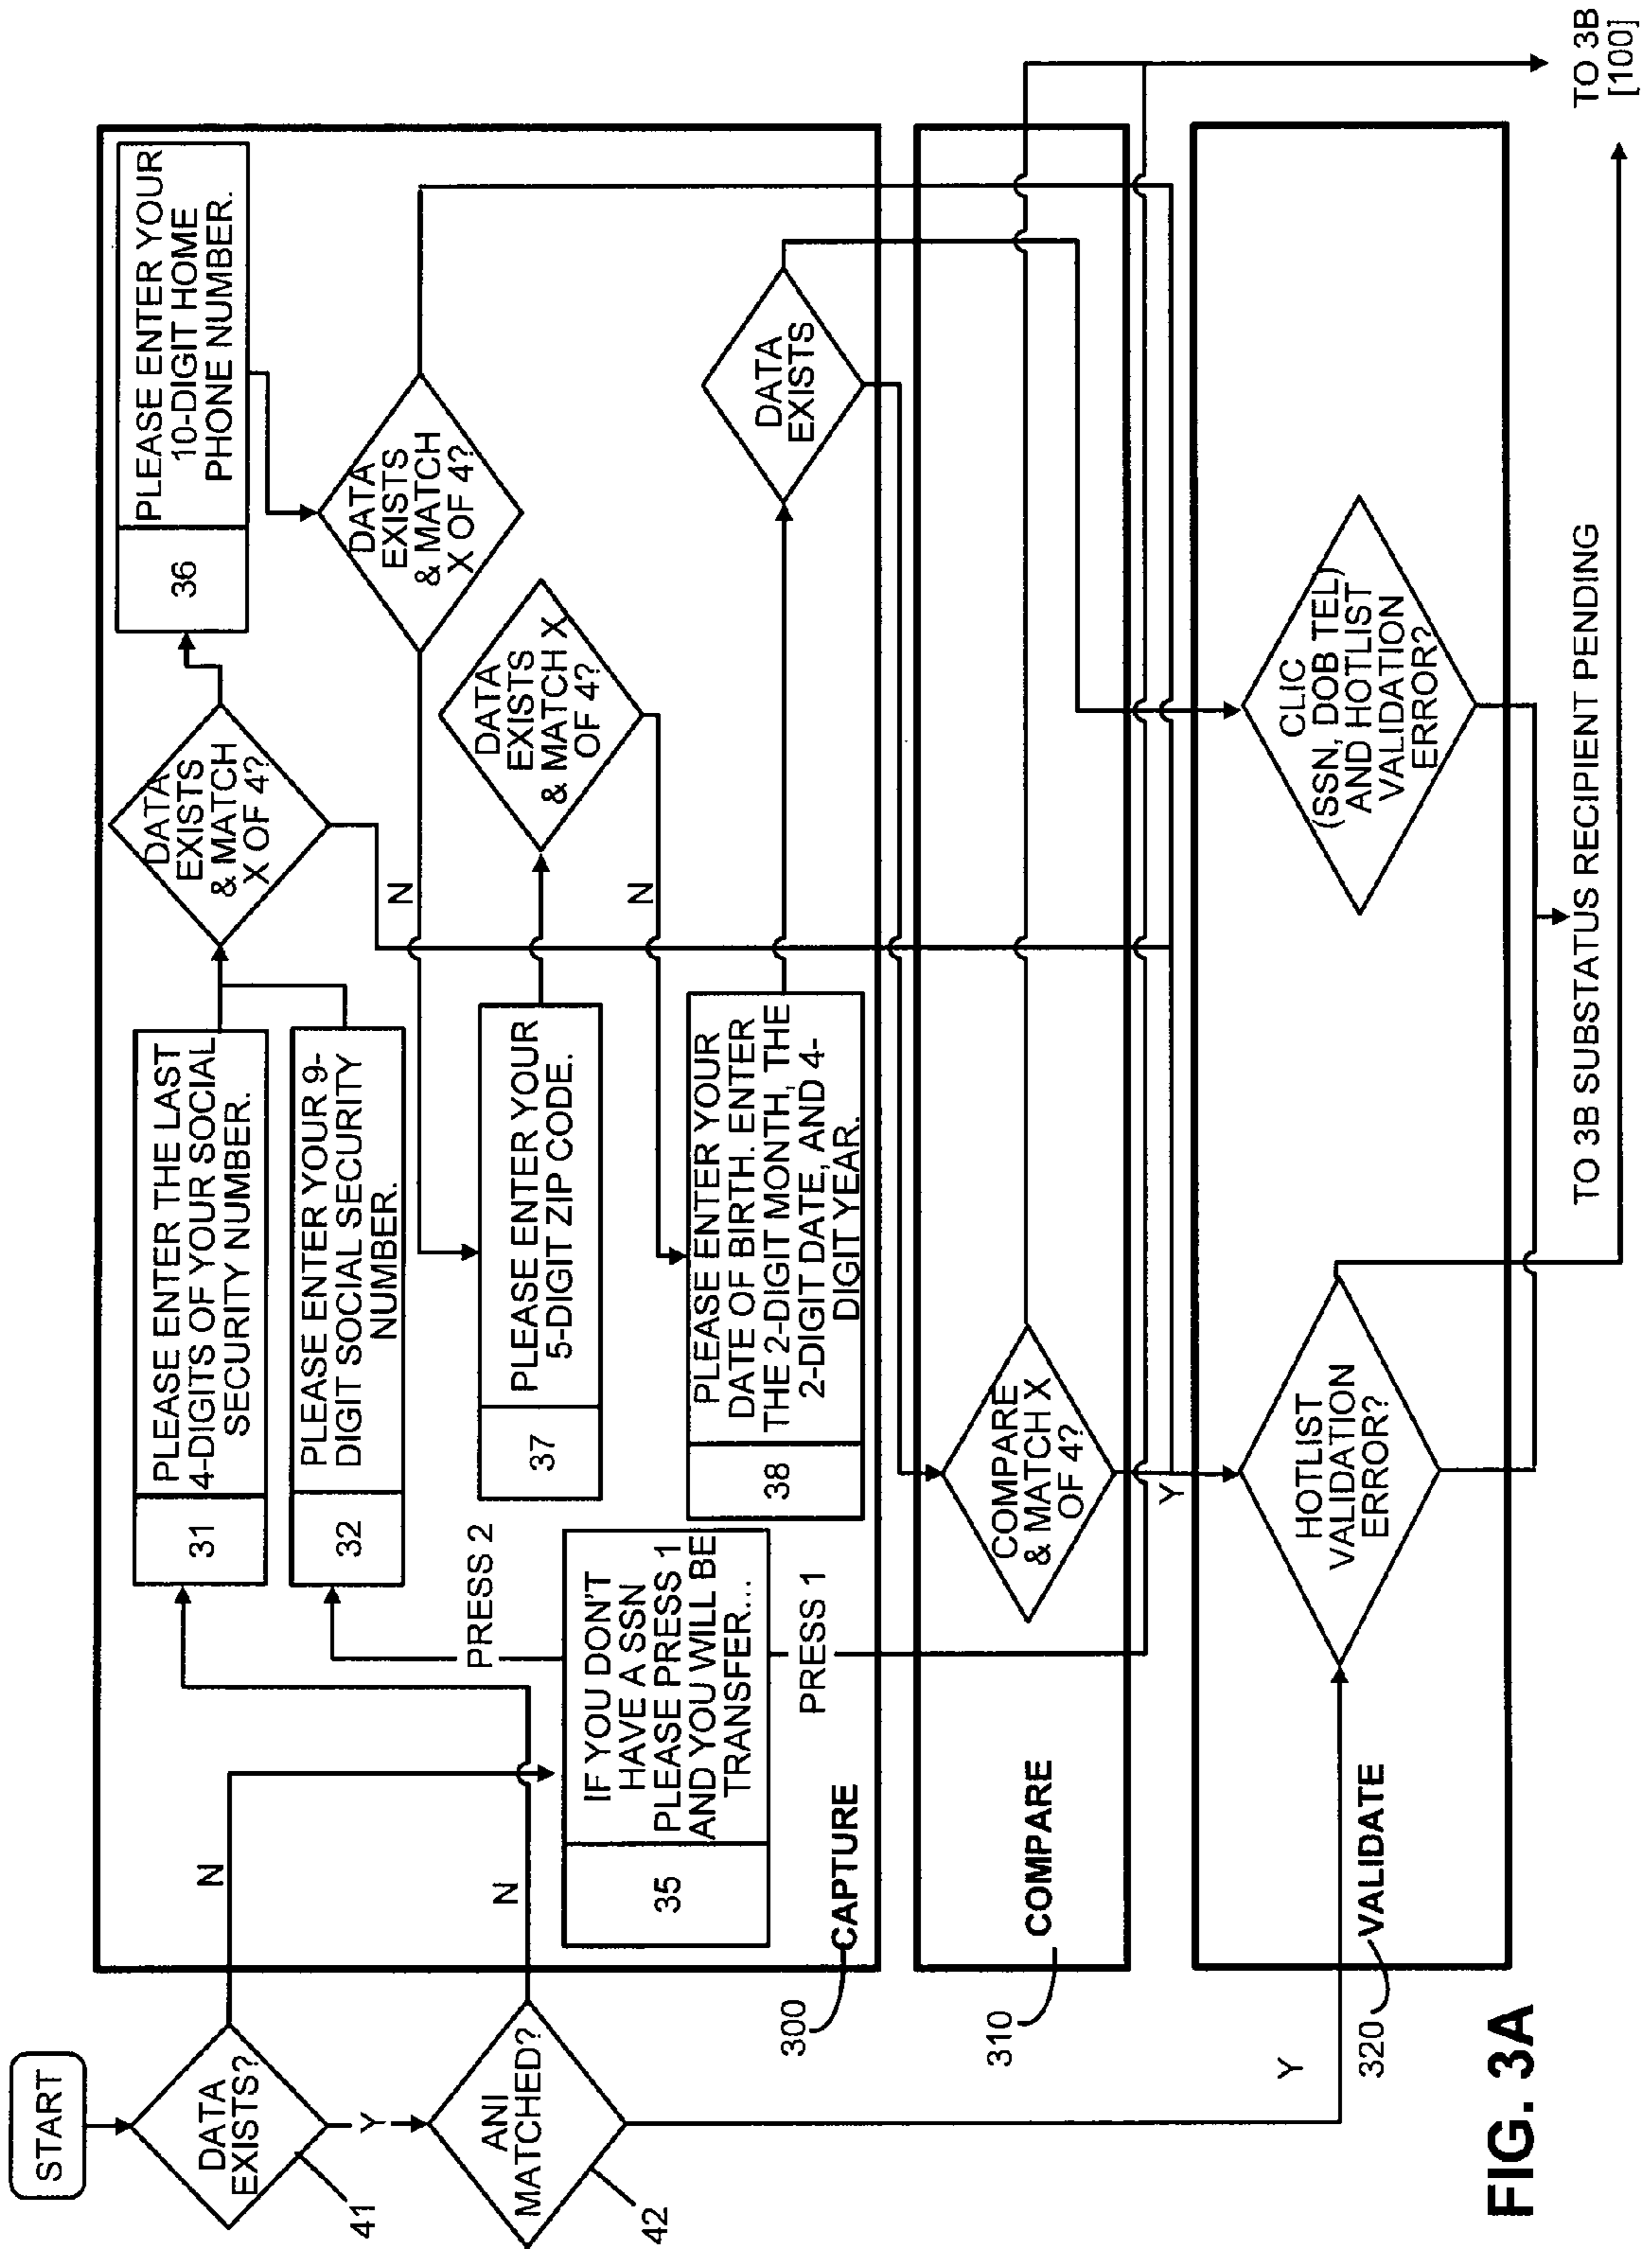 START
DATA
EXISTS?
41
Y
N
ANI
MATCHED?
42
N
Y
31
PLEASE ENTER THE LAST
4-DIGITS OF YOUR SOCIAL
SECURITY NUMBER.
32
PLEASE ENTER YOUR 9-
DIGIT SOCIAL SECURITY
NUMBER.
PRESS 2
35
IF YOU DON'T
HAVE A SSN
PLEASE PRESS 1
AND YOU WILL BE
TRANSFER...
PRESS 1
DATA
EXISTS
& MATCH
X OF 4?
36
PLEASE ENTER YOUR
10-DIGIT HOME
PHONE NUMBER.
DATA
EXISTS
& MATCH
X OF 4?
N
37
PLEASE ENTER YOUR
5-DIGIT ZIP CODE.
DATA
EXISTS
& MATCH X
OF 4?
N
38
PLEASE ENTER YOUR
DATE OF BIRTH. ENTER
THE 2-DIGIT MONTH, THE
2-DIGIT DATE, AND 4-
DIGIT YEAR.
DATA
EXISTS
CAPTURE
300
COMPARE
& MATCH X
OF 4?
Y
COMPARE
310
HOTLIST
VALIDATION
ERROR?
CLIC
(SSN, DOB TEL)
AND HOTLIST
VALIDATION
ERROR?
VALIDATE
320
TO 3B SUBSTATUS RECIPIENT PENDING
TO 3B
[100]
FIG. 3A